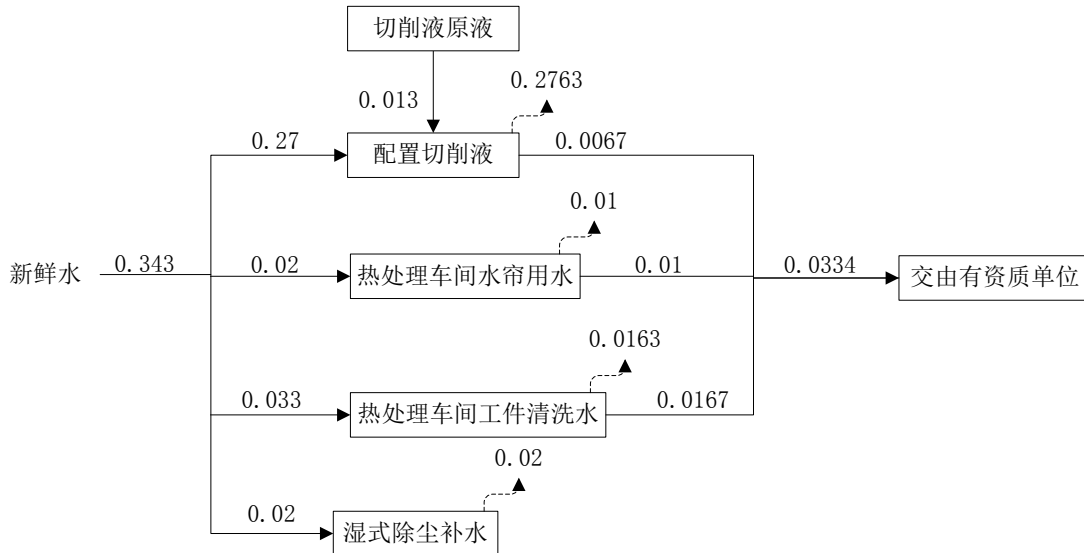 切削液原液
0.2763
0.013
0.27
配置切削液
0.0067
0.01
新鲜水
0.343
0.02
热处理车间水帘用水
0.01
0.0334
交由有资质单位
0.0163
0.033
热处理车间工件清洗水
0.0167
0.02
0.02
湿式除尘补水